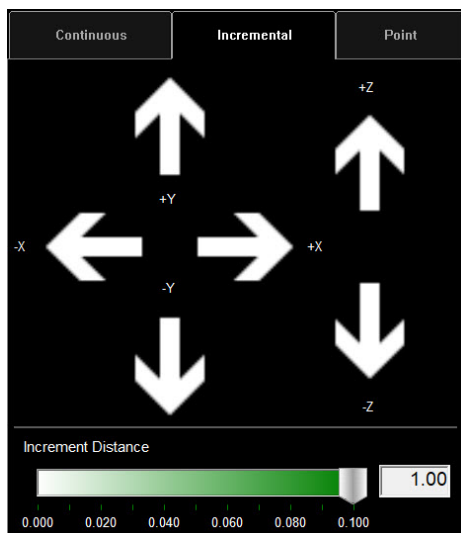 Continuous Incremental Point
+Z
+Y
-X +X
-Y
-Z
Increment Distance
1.00
0.000 0.020 0.040 0.060 0.080 0.100